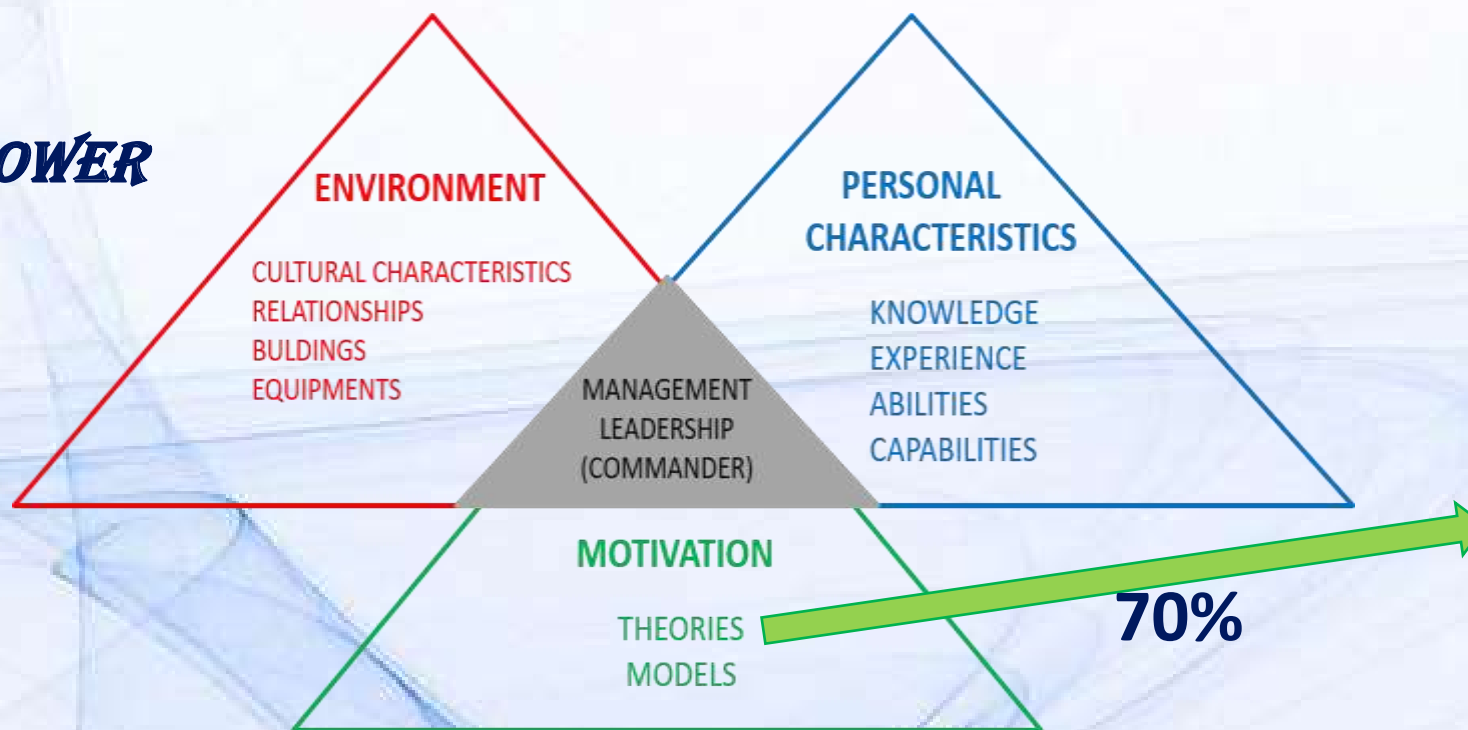 OWER
ENVIRONMENT
CULTURAL CHARACTERISTICS
RELATIONSHIPS
BULDINGS
EQUIPMENTS
PERSONAL
CHARACTERISTICS
KNOWLEDGE
EXPERIENCE
ABILITIES
CAPABILITIES
MANAGEMENT
LEADERSHIP
(COMMANDER)
MOTIVATION
THEORIES
MODELS
70%